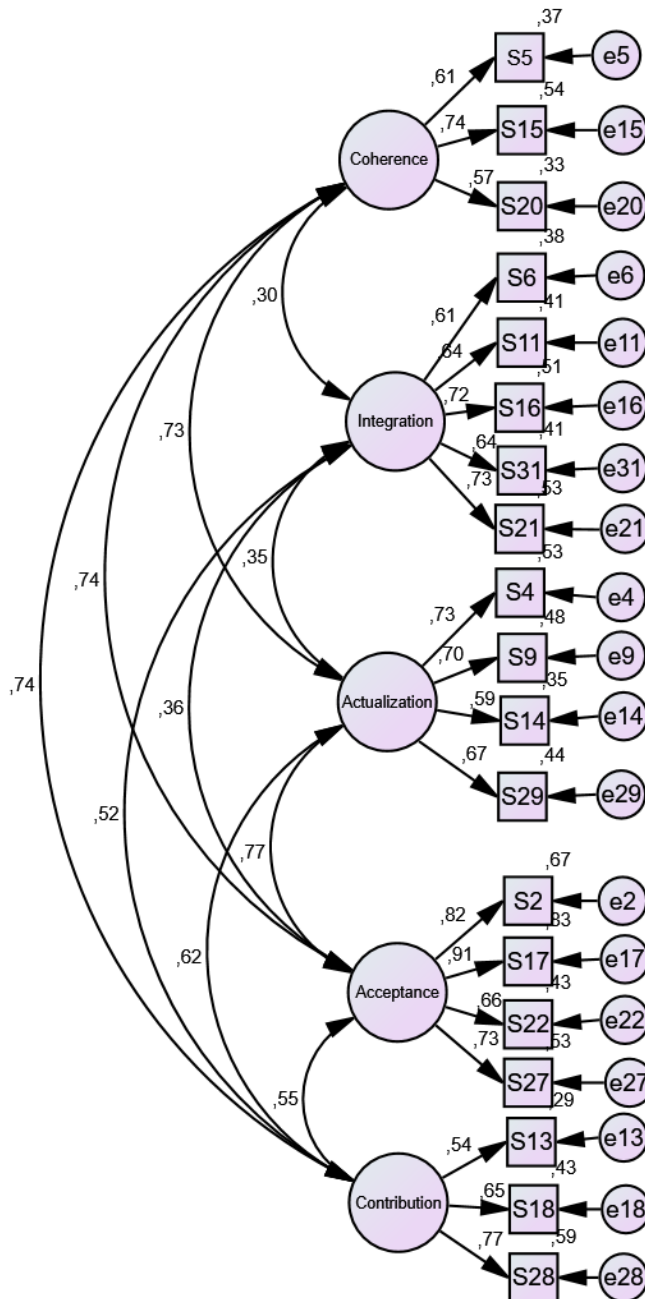 ,37
S5
e5
,61
,54
,74
S15
e15
Coherence
,33
,57
S20
e20
,38
S6
e6
,30
,61
,41
,64
S11
e11
,51
,72
S16
e16
Integration
,41
,64
S31
e31
,73
,53
S21
e21
,73
,53
,35
S4
e4
,74
,73
,48
,70
S9
e9
,35
,74
,36
Actualization
,59
S14
e14
,44
,67
S29
e29
,52
,77
,67
S2
e2
,82
,83
,62
,91
S17
e17
Acceptance
,43
,66
S22
e22
,53
,73
S27
e27
,55
,29
,54
S13
e13
,43
Contribution
,65
S18
e18
,59
,77
S28
e28